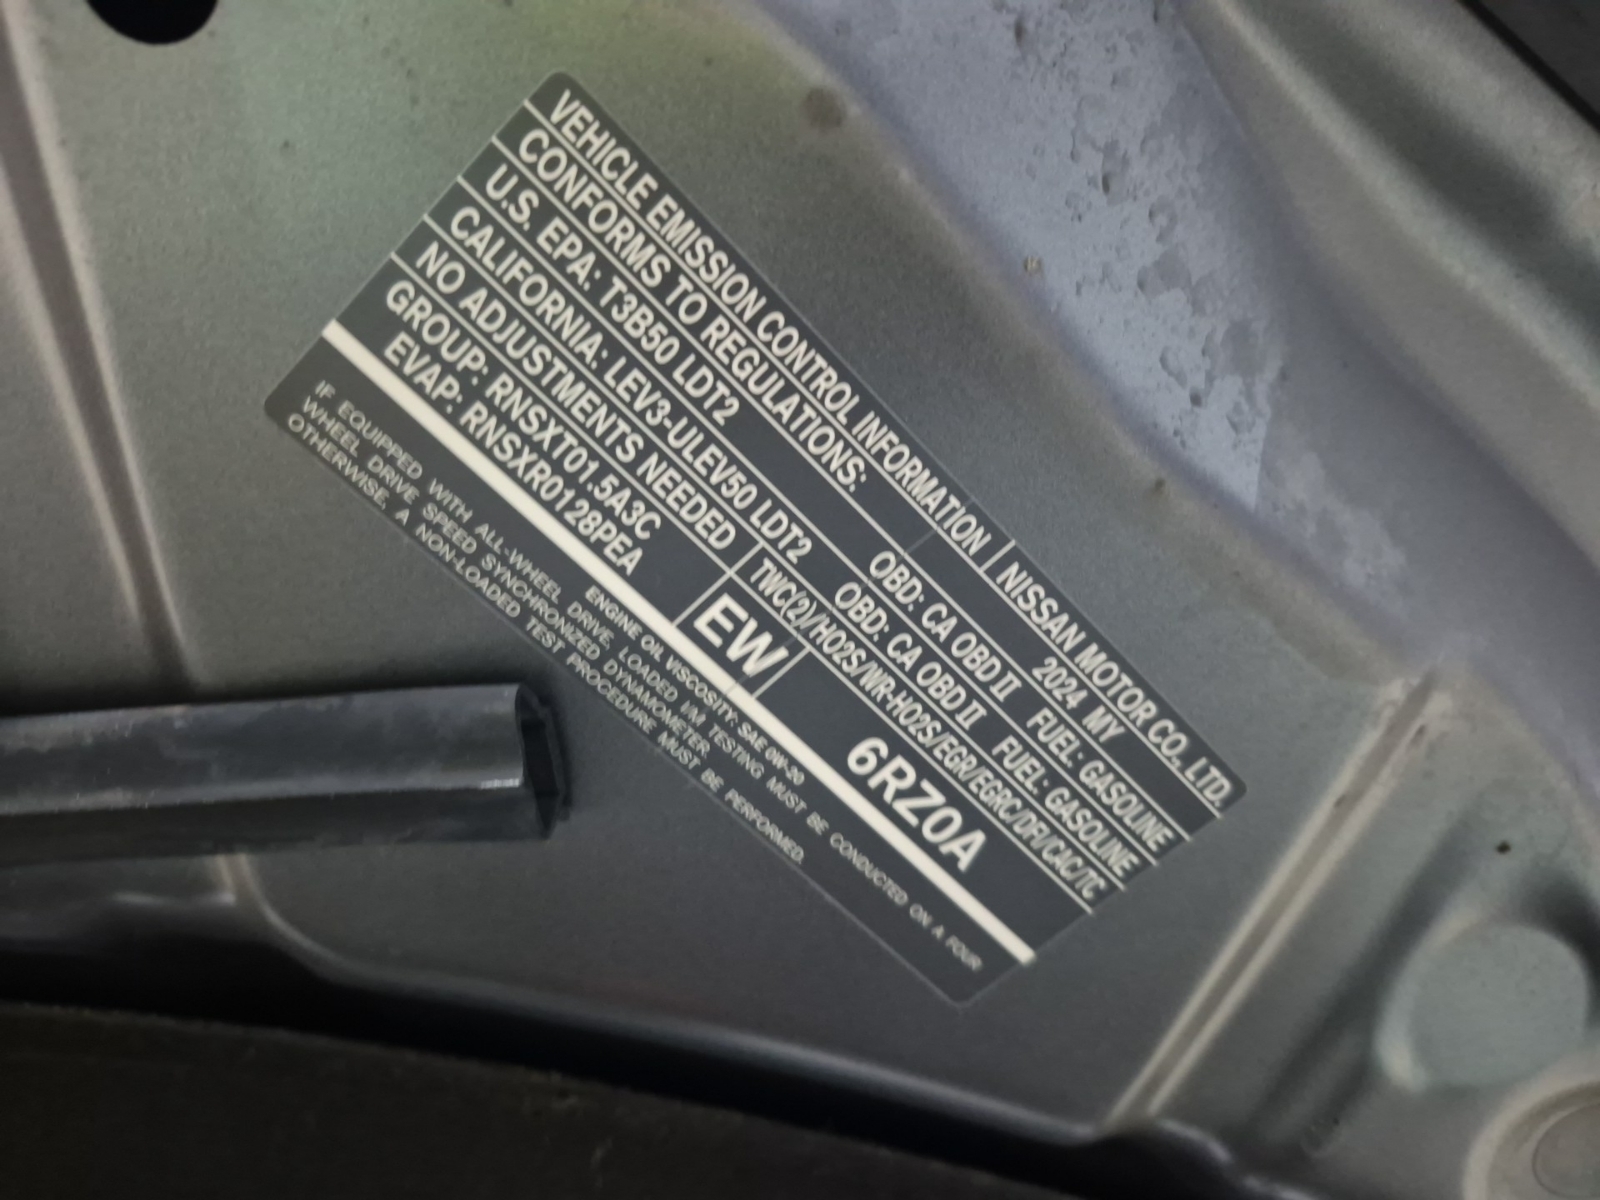 VEHICLE EMISSION CONTROL INFORMATION NISSAN MOTOR CO., LTD.
CONFORMS TO REGULATIONS: 2024 MY
U.S. EPA: T3B50 LDT2 OBD: CA OBD II FUEL: GASOLINE
CALIFORNIA: LEV3-ULEV50 LDT2 OBD: CA OBD II FUEL: GASOLINE
NO ADJUSTMENTS NEEDED TWC(2)/HO2S/WR-HO2S/EGR/EGRC/DFI/CAC/TC
GROUP: RNSXT01.5A3C EW 6RZ0A
EVAP: RNSXR0128PEA
ENGINE OIL VISCOSITY: SAE 0W-20
IF EQUIPPED WITH ALL-WHEEL DRIVE, LOADED I/M TESTING MUST BE CONDUCTED ON A FOUR
WHEEL DRIVE SPEED SYNCHRONIZED DYNAMOMETER
OTHERWISE, A NON-LOADED TEST PROCEDURE MUST BE PERFORMED.